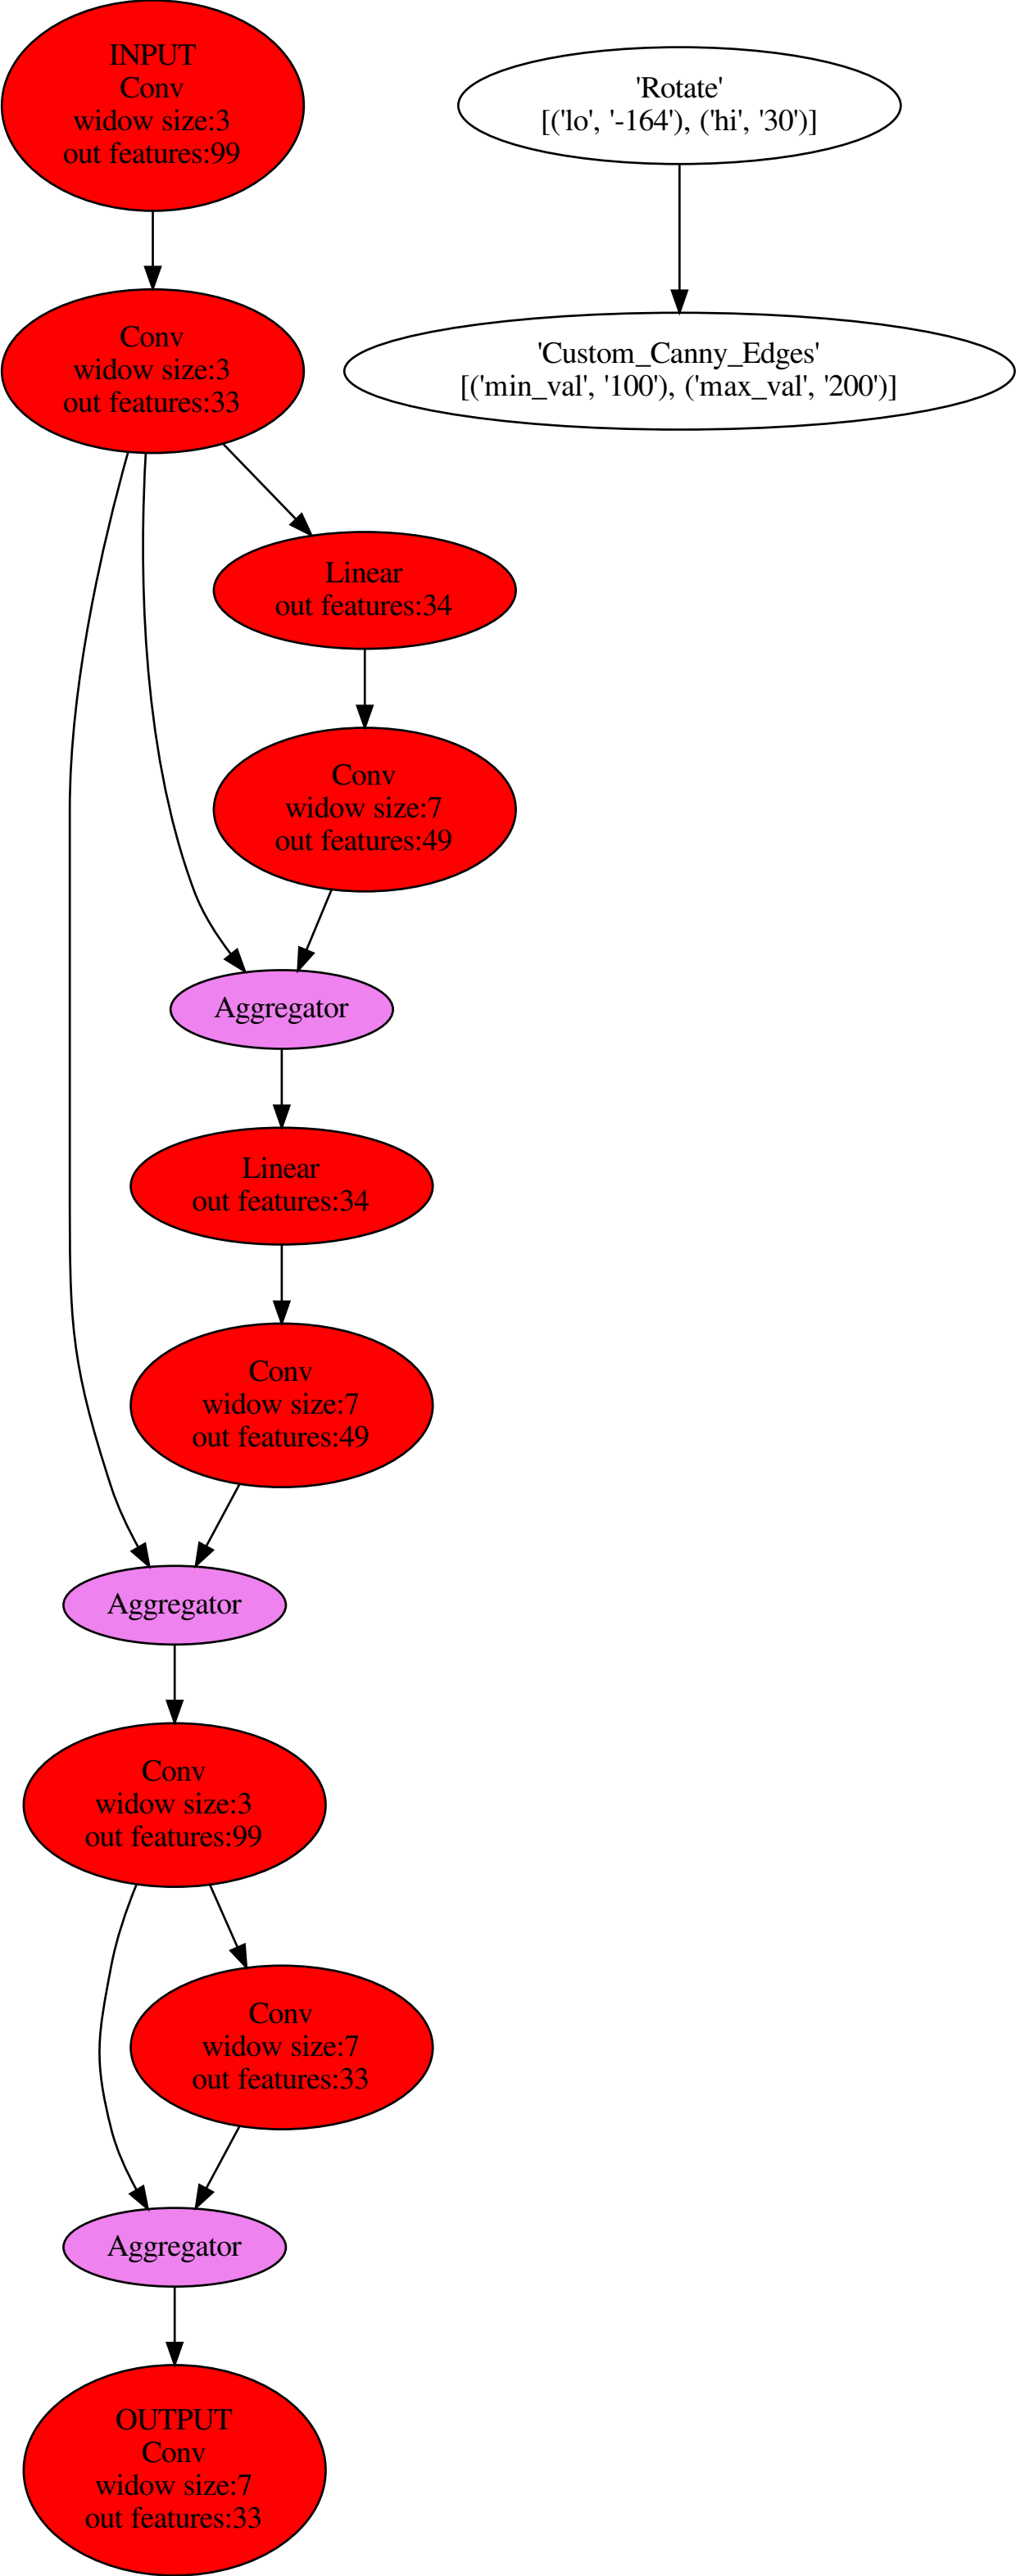 INPUT
Conv
widow size:3
out features:99
'Rotate'
[('lo', '-164'), ('hi', '30')]
Conv
widow size:3
out features:33
'Custom_Canny_Edges'
[('min_val', '100'), ('max_val', '200')]
Linear
out features:34
Conv
widow size:7
out features:49
Aggregator
Linear
out features:34
Conv
widow size:7
out features:49
Aggregator
Conv
widow size:3
out features:99
Conv
widow size:7
out features:33
Aggregator
OUTPUT
Conv
widow size:7
out features:33